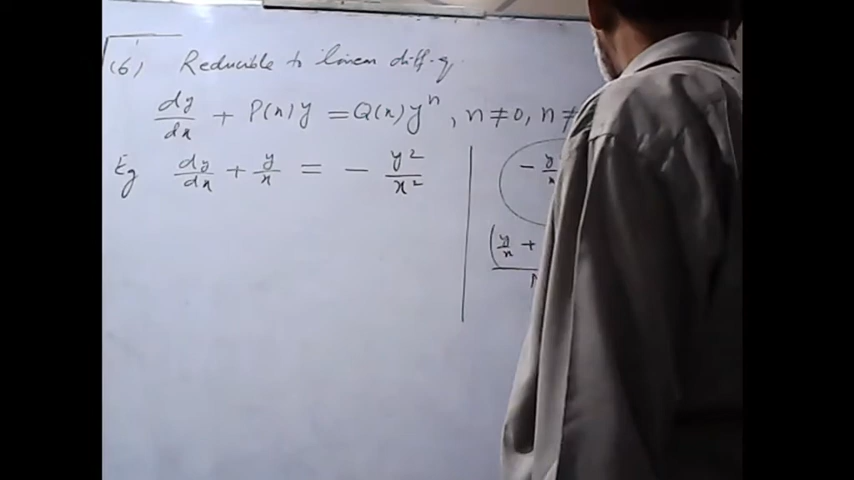 (6) Reducible to linear diff. eq
dy/dx + P(x)y = Q(x)y^n, n≠0, n≠
Eg dy/dx + y/x = - y²/x²
- y/x
(y/x +